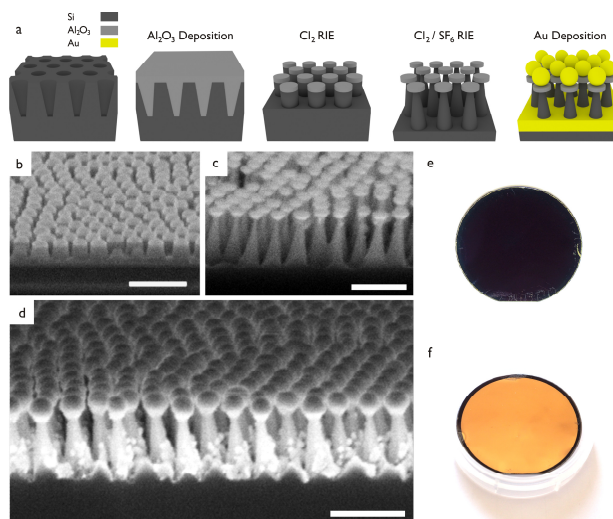 Si
Al₂O₃
Au
a
Al₂O₃ Deposition
Cl₂ RIE
Cl₂ / SF₆ RIE
Au Deposition
b
c
e
d
f